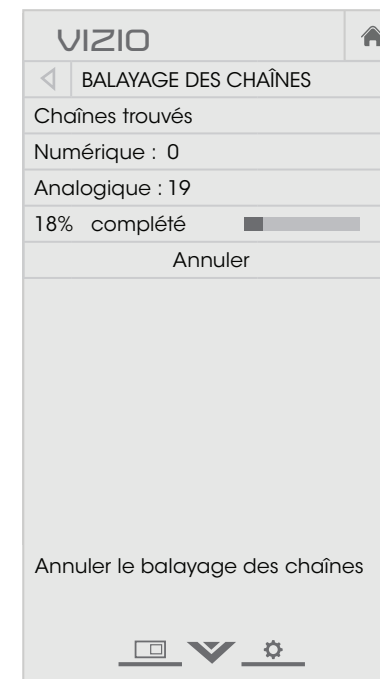 VIZIO
BALAYAGE DES CHAÎNES
Chaînes trouvés
Numérique : 0
Analogique : 19
18% complété
Annuler
Annuler le balayage des chaînes